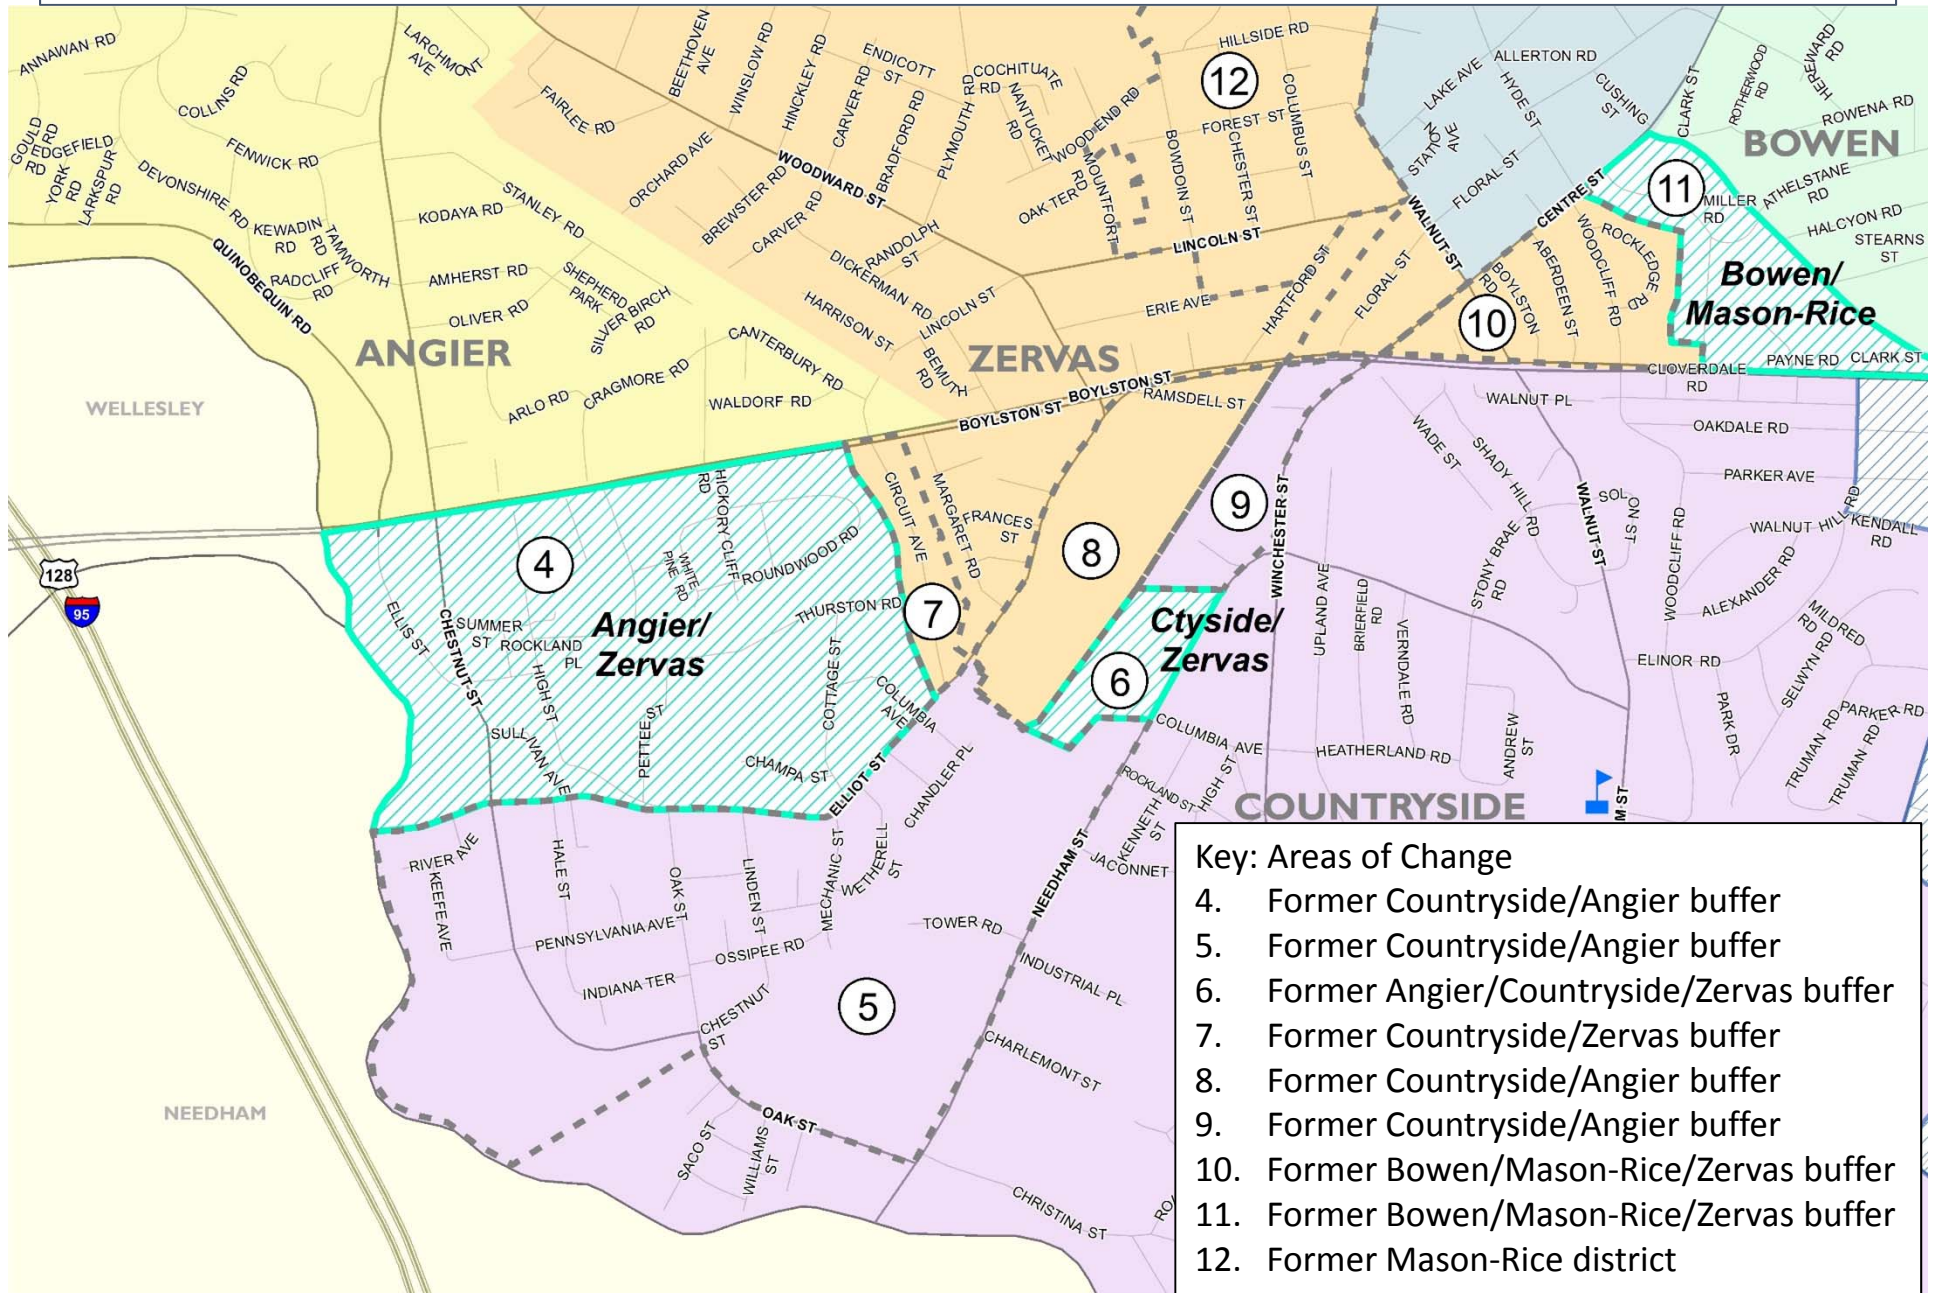 ANNAWAN RD
LARCHMONT AVE
COLLINS RD
GOULD RD
EDGEFIELD RD
YORK RD
LARKSPUR RD
FENWICK RD
DEVONSHIRE RD
KEWADIN RD
TAMWORTH RD
RADCLIFF RD
QUINOBEQUIN RD
KODAYA RD
STANLEY RD
AMHERST RD
SHEPHERD PARK
OLIVER RD
SILVER BIRCH RD
ANGIER
ARLO RD
CRAGMORE RD
CANTERBURY RD
WALDORF RD
WELLESLEY
FAIRLEE RD
BEETHOVEN AVE
WINSLOW RD
HINCKLEY RD
ENDICOTT ST
CARVER RD
BRADFORD RD
PLYMOUTH RD
COCHITUATE RD
NANTUCKET RD
WOOD END RD
ORCHARD AVE
WOODWARD ST
BREWSTER RD
CARVER RD
RANDOLPH ST
DICKERMAN RD
HARRISON ST
LINCOLN ST
BEMUTH RD
ZERVAS
OAK TER
MOUNTFORT RD
HILLSIDE RD
12
COLUMBUS ST
FOREST ST
CHESTER ST
BOWDOIN ST
LINCOLN ST
ERIE AVE
HARTFORD ST
FLORAL ST
WALNUT ST
BOYLSTON ST
BOYLSTON ST
RAMSDELL ST
ALLERTON RD
LAKE AVE
HYDE ST
CUSHING ST
STATION AVE
FLORAL ST
CENTRE ST
CLARK ST
ROTHERWOOD RD
HEREWARD RD
ROWENA RD
BOWEN
11
MILLER RD
ATHELSTANE RD
HALCYON RD
STEARNS ST
Bowen/
Mason-Rice
WOODCLIFF RD
ROCKLEDGE RD
ABERDEEN ST
BOYLSTON RD
10
PAYNE RD
CLARK ST
CLOVERDALE RD
WALNUT PL
OAKDALE RD
WADE ST
SHADY HILL RD
PARKER AVE
WALNUT ST
SOLON ST
WALNUT HILL RD
KENDALL RD
WOODCLIFF RD
ALEXANDER RD
STONY BRAE RD
MILDRED RD
ELINOR RD
SELWYN RD
PARK DR
PARKER RD
TRUMAN RD
TRUMAN RD
4
HICKORY CLIFF RD
WHITE PINE RD
ROUNDWOOD RD
THURSTON RD
ELLIS ST
CHESTNUT ST
SUMMER ST
ROCKLAND PL
HIGH ST
Angier/
Zervas
COTTAGE ST
COLUMBIA AVE
SULLIVAN AVE
PETTEE ST
CHAMPA ST
ELLIOT ST
CIRCUIT AVE
MARGARET RD
FRANCES ST
7
8
9
WINCHESTER ST
Ctyside/
Zervas
6
UPLAND AVE
BRIERFIELD RD
VERNDALE RD
COLUMBIA AVE
HEATHERLAND RD
ANDREW ST
ROCKLAND ST
HIGH ST
KENNETH ST
JACONNET
COUNTRYSIDE
M ST
128
95
CHANDLER PL
RIVER AVE
KEEFE AVE
HALE ST
OAK ST
LINDEN ST
MECHANIC ST
WETHERELL ST
PENNSYLVANIA AVE
OSSIPEE RD
INDIANA TER
CHESTNUT ST
5
TOWER RD
NEEDHAM ST
INDUSTRIAL PL
CHARLEMONT ST
OAK ST
SACO ST
WILLIAMS ST
CHRISTINA ST
RO
NEEDHAM
Key: Areas of Change
4. Former Countryside/Angier buffer
5. Former Countryside/Angier buffer
6. Former Angier/Countryside/Zervas buffer
7. Former Countryside/Zervas buffer
8. Former Countryside/Angier buffer
9. Former Countryside/Angier buffer
10. Former Bowen/Mason-Rice/Zervas buffer
11. Former Bowen/Mason-Rice/Zervas buffer
12. Former Mason-Rice district